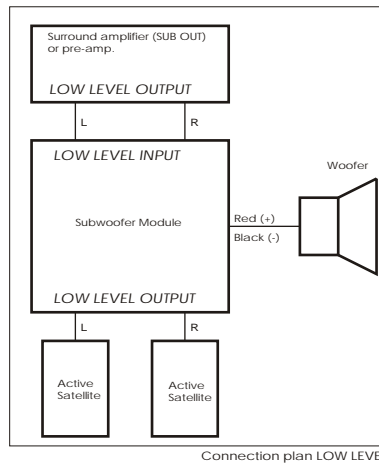 Surround amplifier (SUB OUT)
or pre-amp.
LOW LEVEL OUTPUT
L
R
LOW LEVEL INPUT
Woofer
Subwoofer Module
Red (+)
Black (-)
LOW LEVEL OUTPUT
L
R
Active
Satellite
Active
Satellite
Connection plan LOW LEVE